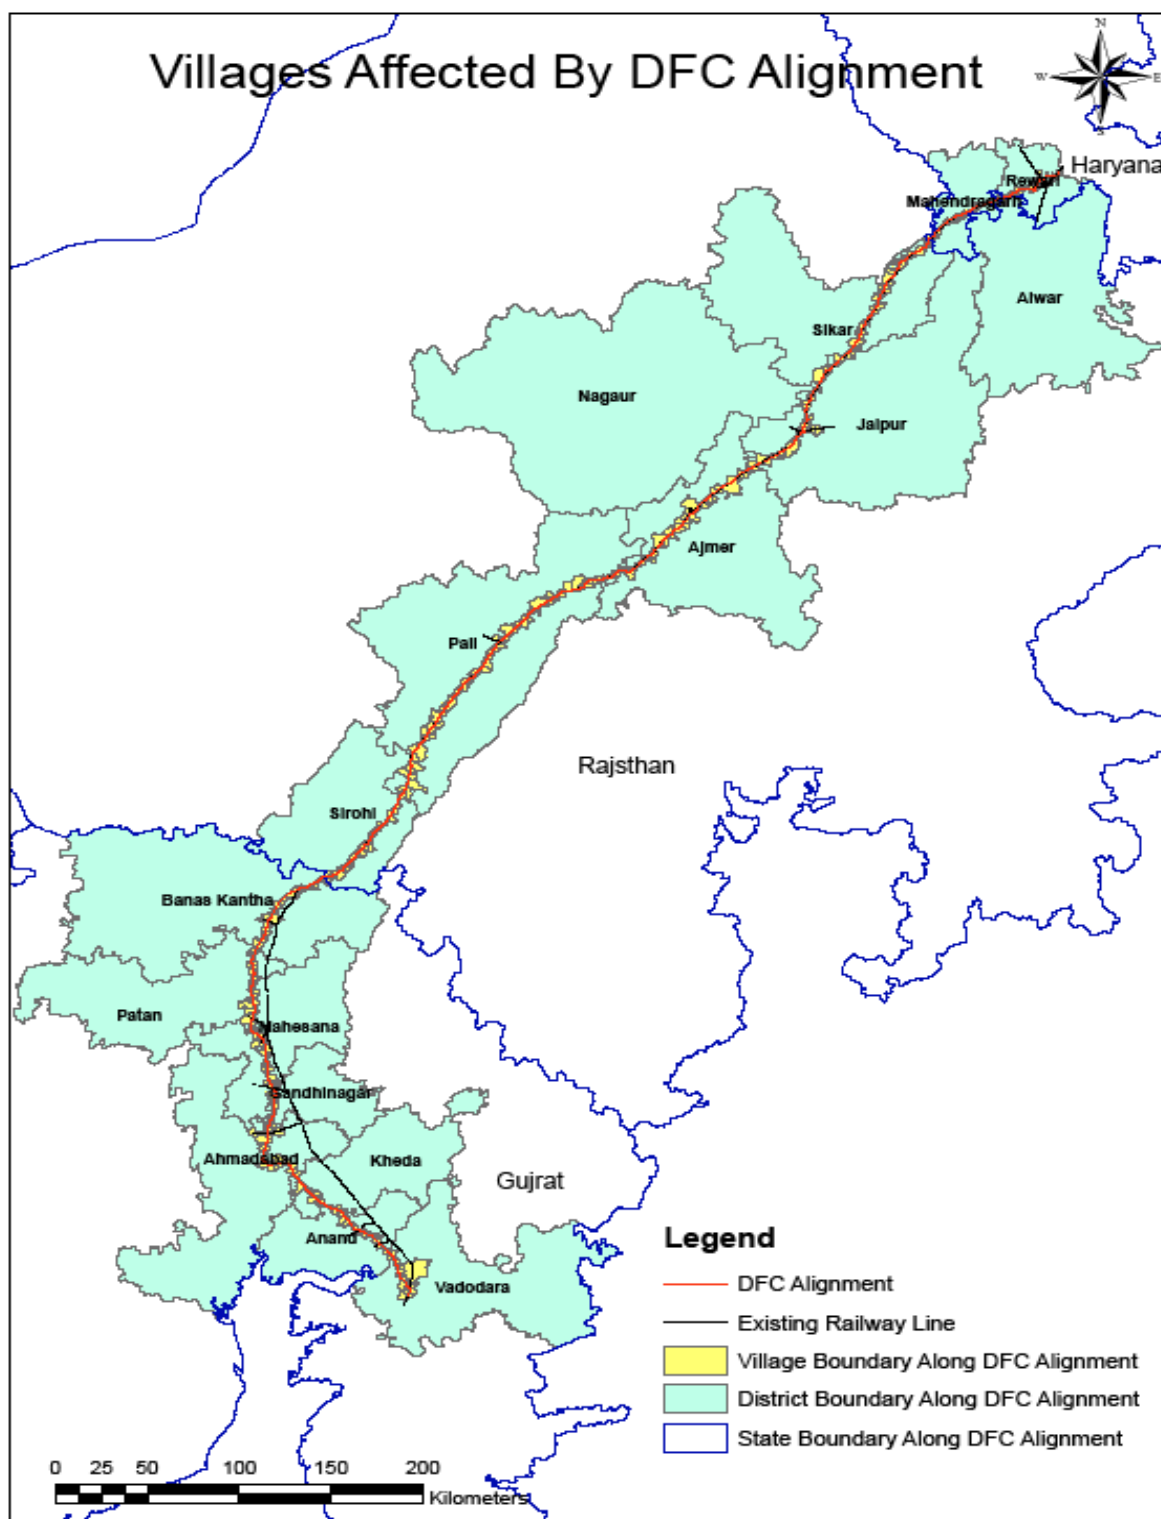 Villages Affected By DFC Alignment
N
W
E
S
Haryana
Rewari
Mahendragarh
Alwar
Sikar
Nagaur
Jaipur
Ajmer
Pali
Rajsthan
Sirohi
Banas Kantha
Patan
Mahesana
Gandhinagar
Ahmadabad
Kheda
Gujrat
Anand
Vadodara
Legend
DFC Alignment
Existing Railway Line
Village Boundary Along DFC Alignment
District Boundary Along DFC Alignment
State Boundary Along DFC Alignment
0 25 50 100 150 200
Kilometers